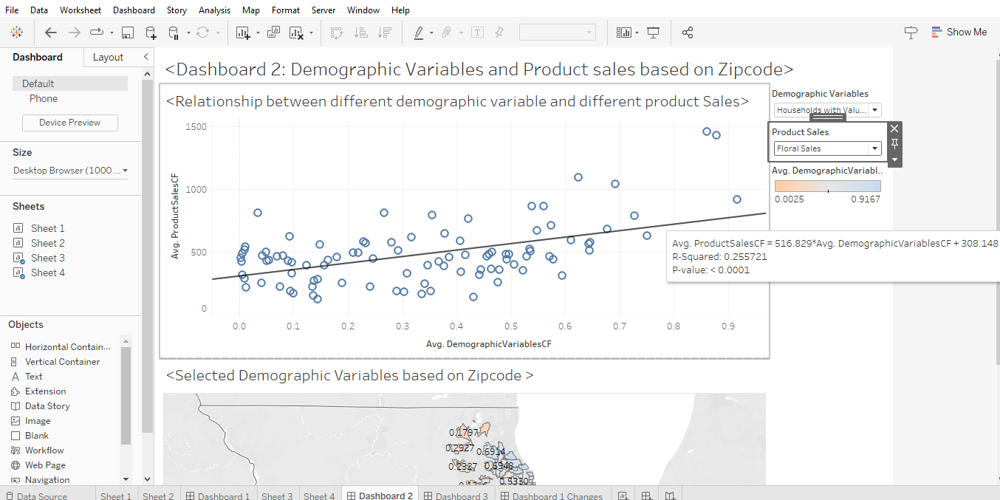 File Data Worksheet Dashboard Story Analysis Map Format Server Window Help
Show Me
Dashboard Layout
Default
Phone
Device Preview
Size
Desktop Browser (1000 ...
Sheets
Sheet 1
Sheet 2
Sheet 3
Sheet 4
Objects
Horizontal Contain...
Vertical Container
Text
Extension
Data Story
Image
Blank
Workflow
Web Page
Navigation
<Dashboard 2: Demographic Variables and Product sales based on Zipcode>
<Relationship between different demographic variable and different product Sales>
Avg. ProductSalesCF
1500
1000
500
0
0.0 0.1 0.2 0.3 0.4 0.5 0.6 0.7 0.8 0.9
Avg. DemographicVariablesCF
Demographic Variables
Households with Valu...
Product Sales
Floral Sales
Avg. DemographicVariabl..
0.0025 0.9167
Avg. ProductSalesCF = 516.829*Avg. DemographicVariablesCF + 308.148
R-Squared: 0.255721
P-value: < 0.0001
<Selected Demographic Variables based on Zipcode >
0.1797
0.2927 0.6914
0.2327 0.5948
0.5330
Data Source Sheet 1 Sheet 2 Dashboard 1 Sheet 3 Sheet 4 Dashboard 2 Dashboard 3 Dashboard 1 Changes